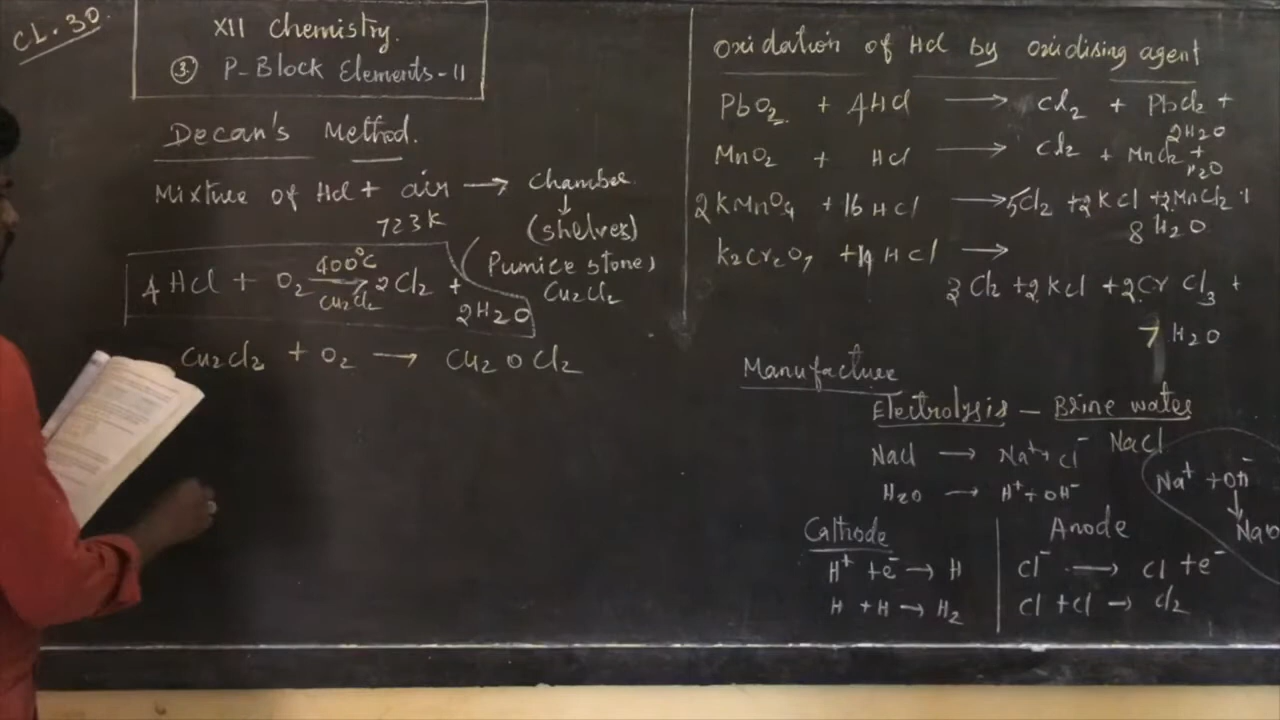 CL. 30.
XII Chemistry.
3. P-Block Elements-II
Decan's Method.
Mixture of HCl + air → Chamber
↓
723K (shelves)
(Pumice stone)
Cu2Cl2
4 HCl + O2 400°C → Cu2Cl2 2Cl2 + 2H2O
Cu2Cl2 + O2 → Cu2OCl2
Oxidation of HCl by oxidising agent
PbO2 + 4HCl → Cl2 + PbCl2 +
2H2O
MnO2 + HCl → Cl2 + MnCl2 +
H2O
2KMnO4 + 16 HCl → 5Cl2 + 2KCl + 2MnCl2 +
8 H2O
K2Cr2O7 + 14 HCl →
3 Cl2 + 2KCl + 2Cr Cl3 +
7 H2O
Manufacture
Electrolysis – Brine water
NaCl
NaCl → Na+ + Cl-
H2O → H+ + OH-
Na+ + OH-
↓
Cathode
H+ + e- → H
H + H → H2
Anode
Cl- → Cl + e-
Cl + Cl → Cl2